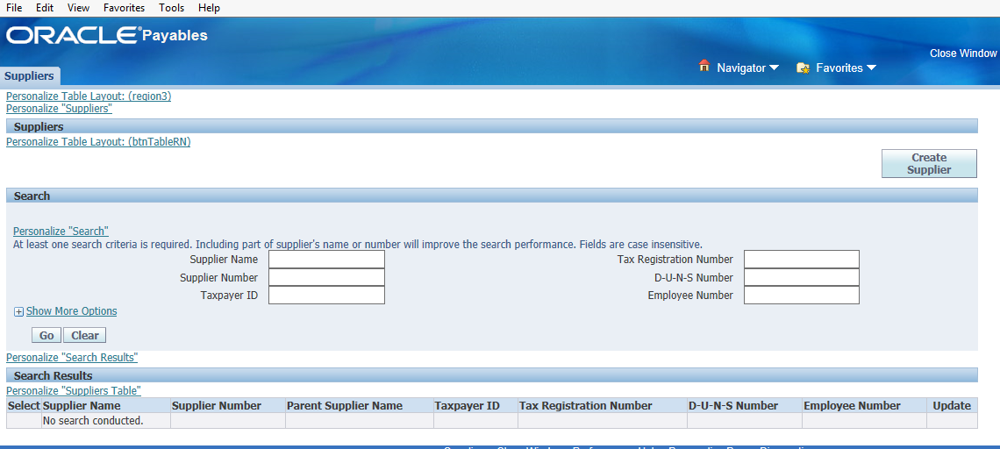 File Edit View Favorites Tools Help
ORACLE® Payables
Close Window
Navigator Favorites
Suppliers
Personalize Table Layout: (region3)
Personalize "Suppliers"
Suppliers
Personalize Table Layout: (btnTableRN)
Create
Supplier
Search
Personalize "Search"
At least one search criteria is required. Including part of supplier's name or number will improve the search performance. Fields are case insensitive.
Supplier Name Tax Registration Number
Supplier Number D-U-N-S Number
Taxpayer ID Employee Number
Show More Options
Go Clear
Personalize "Search Results"
Search Results
Personalize "Suppliers Table"
Select Supplier Name Supplier Number Parent Supplier Name Taxpayer ID Tax Registration Number D-U-N-S Number Employee Number Update
No search conducted.